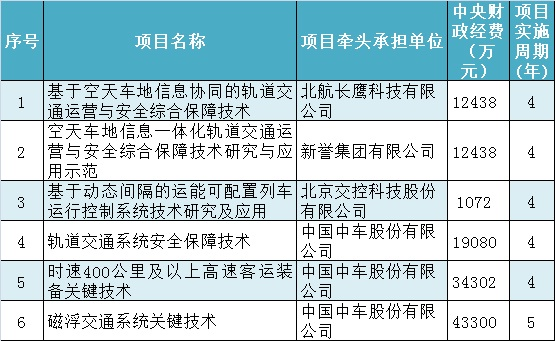 序号 项目名称 项目牵头承担单位 中央财政经费（万元） 项目实施周期(年)
1 基于空天车地信息协同的轨道交 北航长鹰科技有限 12438 4
通运营与安全综合保障技术 公司
2 空天车地信息一体化轨道交通运 新誉集团有限公司 12438 4
营与安全综合保障技术研究与应
用示范
3 基于动态间隔的运能可配置列车 北京交控科技股份 1072 4
运行控制系统技术研究及应用 有限公司
4 轨道交通系统安全保障技术 中国中车股份有限 19080 4
公司
5 时速400公里及以上高速客运装 中国中车股份有限 34302 4
备关键技术 公司
6 磁浮交通系统关键技术 中国中车股份有限 43300 5
公司